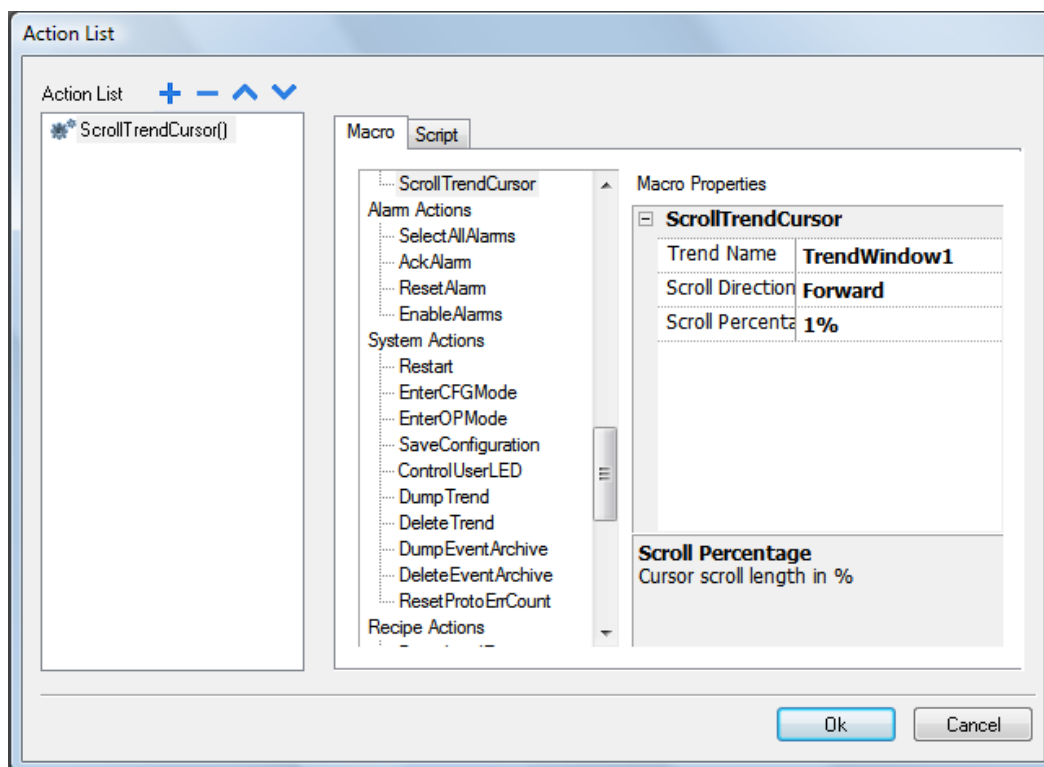 Action List
Action List
ScrollTrendCursor()
Macro
Script
ScrollTrendCursor
Alarm Actions
SelectAllAlarms
AckAlarm
ResetAlarm
EnableAlarms
System Actions
Restart
EnterCFGMode
EnterOPMode
SaveConfiguration
ControlUserLED
DumpTrend
DeleteTrend
DumpEventArchive
DeleteEventArchive
ResetProtoErrCount
Recipe Actions
Macro Properties
ScrollTrendCursor
Trend Name TrendWindow1
Scroll Direction Forward
Scroll Percenta 1%
Scroll Percentage
Cursor scroll length in %
Ok
Cancel